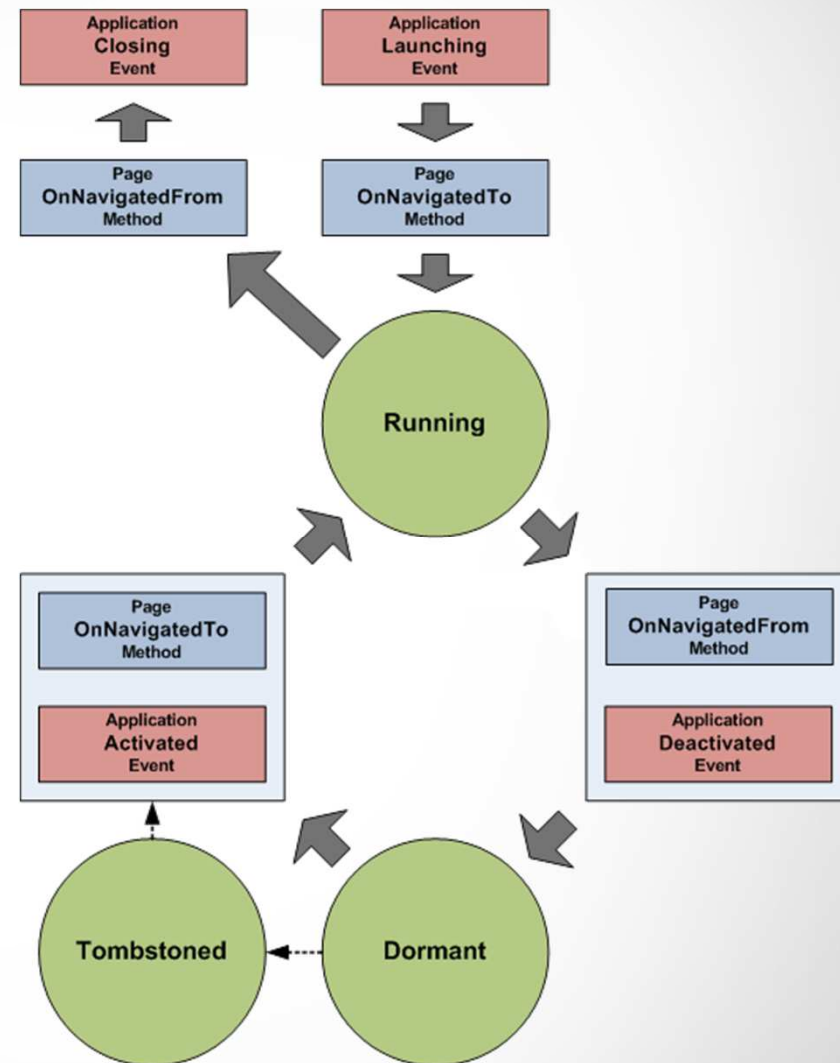 Application
Closing
Event
Application
Launching
Event
Page
OnNavigatedFrom
Method
Page
OnNavigatedTo
Method
Running
Page
OnNavigatedTo
Method
Application
Activated
Event
Page
OnNavigatedFrom
Method
Application
Deactivated
Event
Tombstoned
Dormant